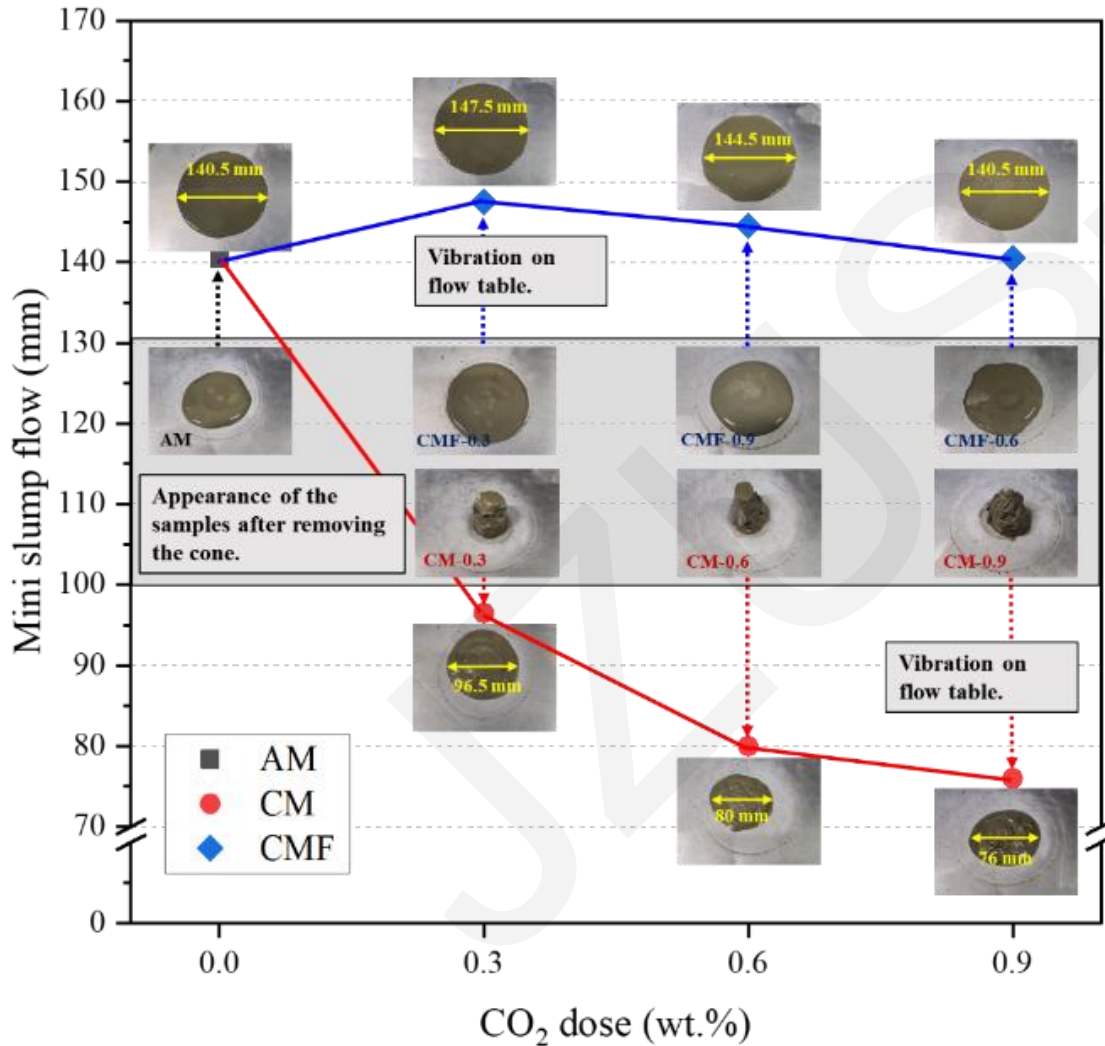 170
160
150
140
130
120
110
100
90
80
70
0
Mini slump flow (mm)
147.5 mm
144.5 mm
140.5 mm
140.5 mm
Vibration on
flow table.
AM
CMF-0.3
CMF-0.9
CMF-0.6
Appearance of the
samples after removing
the cone.
CM-0.3
CM-0.6
CM-0.9
96.5 mm
Vibration on
flow table.
80 mm
76 mm
AM
CM
CMF
0.0
0.3
0.6
0.9
CO₂ dose (wt.%)
JZUS